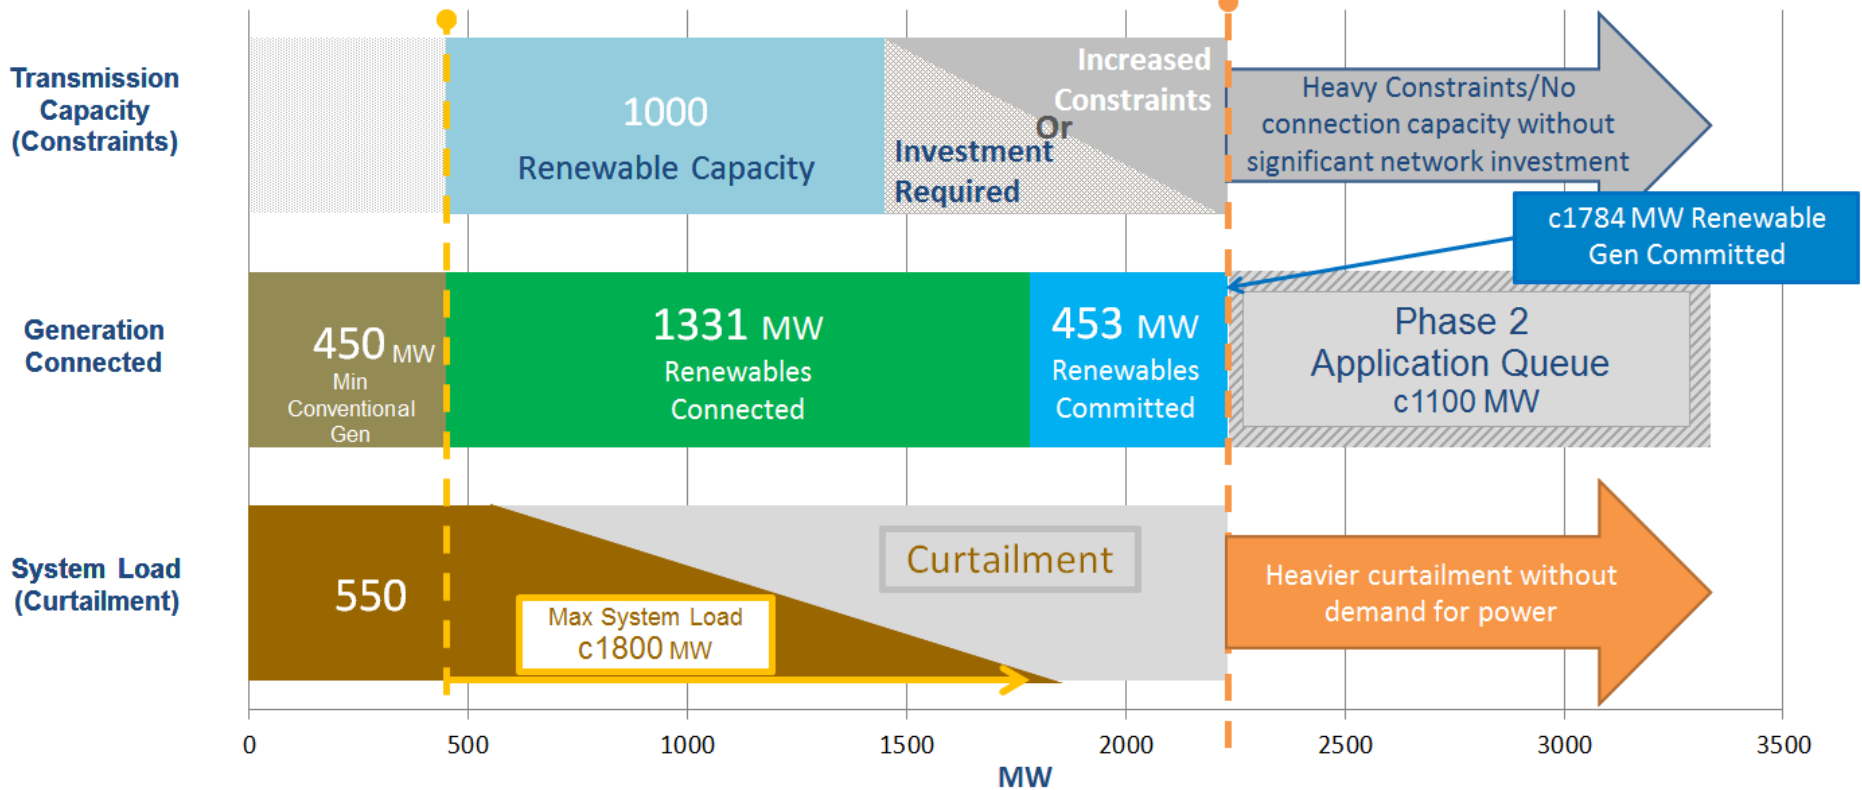 Transmission
Capacity
(Constraints)
1000
Renewable Capacity
Increased
Constraints
Or
Investment
Required
Heavy Constraints/No
connection capacity without
significant network investment
c1784 MW Renewable
Gen Committed
Generation
Connected
450 MW
Min
Conventional
Gen
1331 MW
Renewables
Connected
453 MW
Renewables
Committed
Phase 2
Application Queue
c1100 MW
System Load
(Curtailment)
550
Max System Load
c1800 MW
Curtailment
Heavier curtailment without
demand for power
0 500 1000 1500 2000 2500 3000 3500
MW